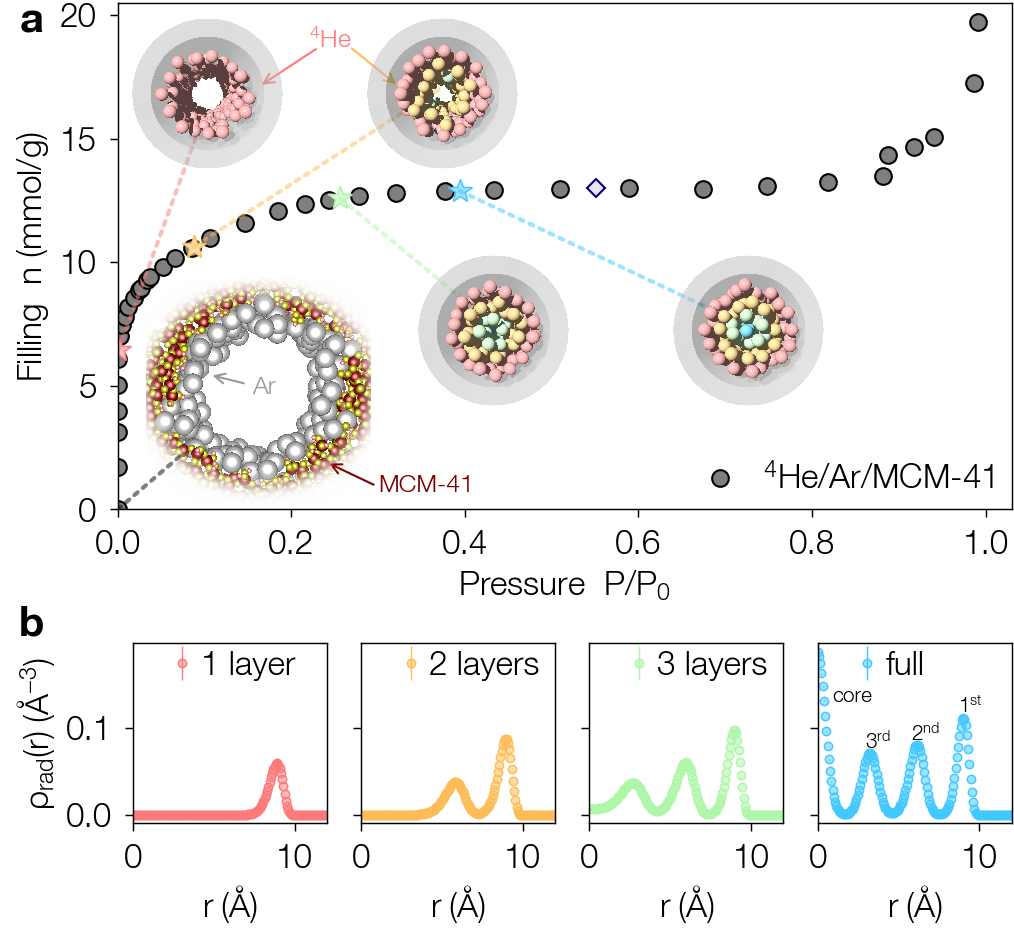 a
20
15
10
5
0
Filling n (mmol/g)
⁴He
Ar
MCM-41
⁴He/Ar/MCM-41
0.0 0.2 0.4 0.6 0.8 1.0
Pressure P/P₀
b
ρrad(r) (Å⁻³)
0.1
0.0
1 layer
2 layers
3 layers
full
core
3rd
2nd
1st
0 10
0 10
0 10
0 10
r (Å)
r (Å)
r (Å)
r (Å)